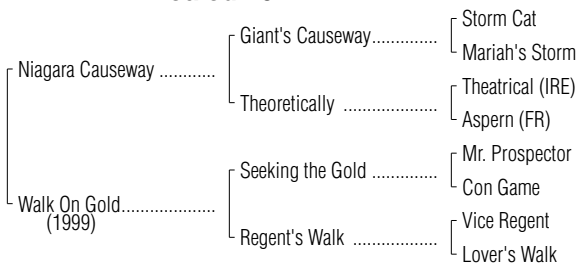 Storm Cat
Giant's Causeway..............
Mariah's Storm
Niagara Causeway ............
Theatrical (IRE)
Theoretically ....................
Aspern (FR)
Mr. Prospector
Seeking the Gold ..............
Con Game
Walk On Gold....................
(1999)
Vice Regent
Regent's Walk ..................
Lover's Walk